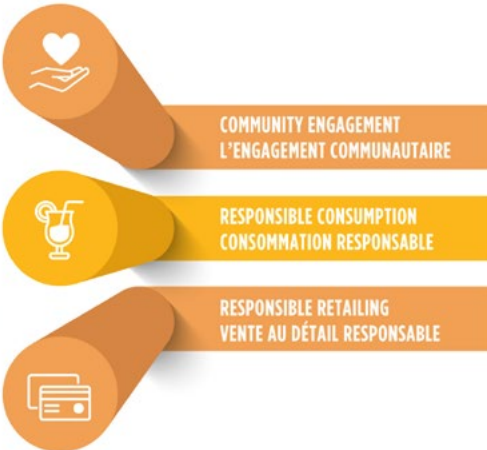 COMMUNITY ENGAGEMENT
L'ENGAGEMENT COMMUNAUTAIRE
RESPONSIBLE CONSUMPTION
CONSOMMATION RESPONSABLE
RESPONSIBLE RETAILING
VENTE AU DÉTAIL RESPONSABLE